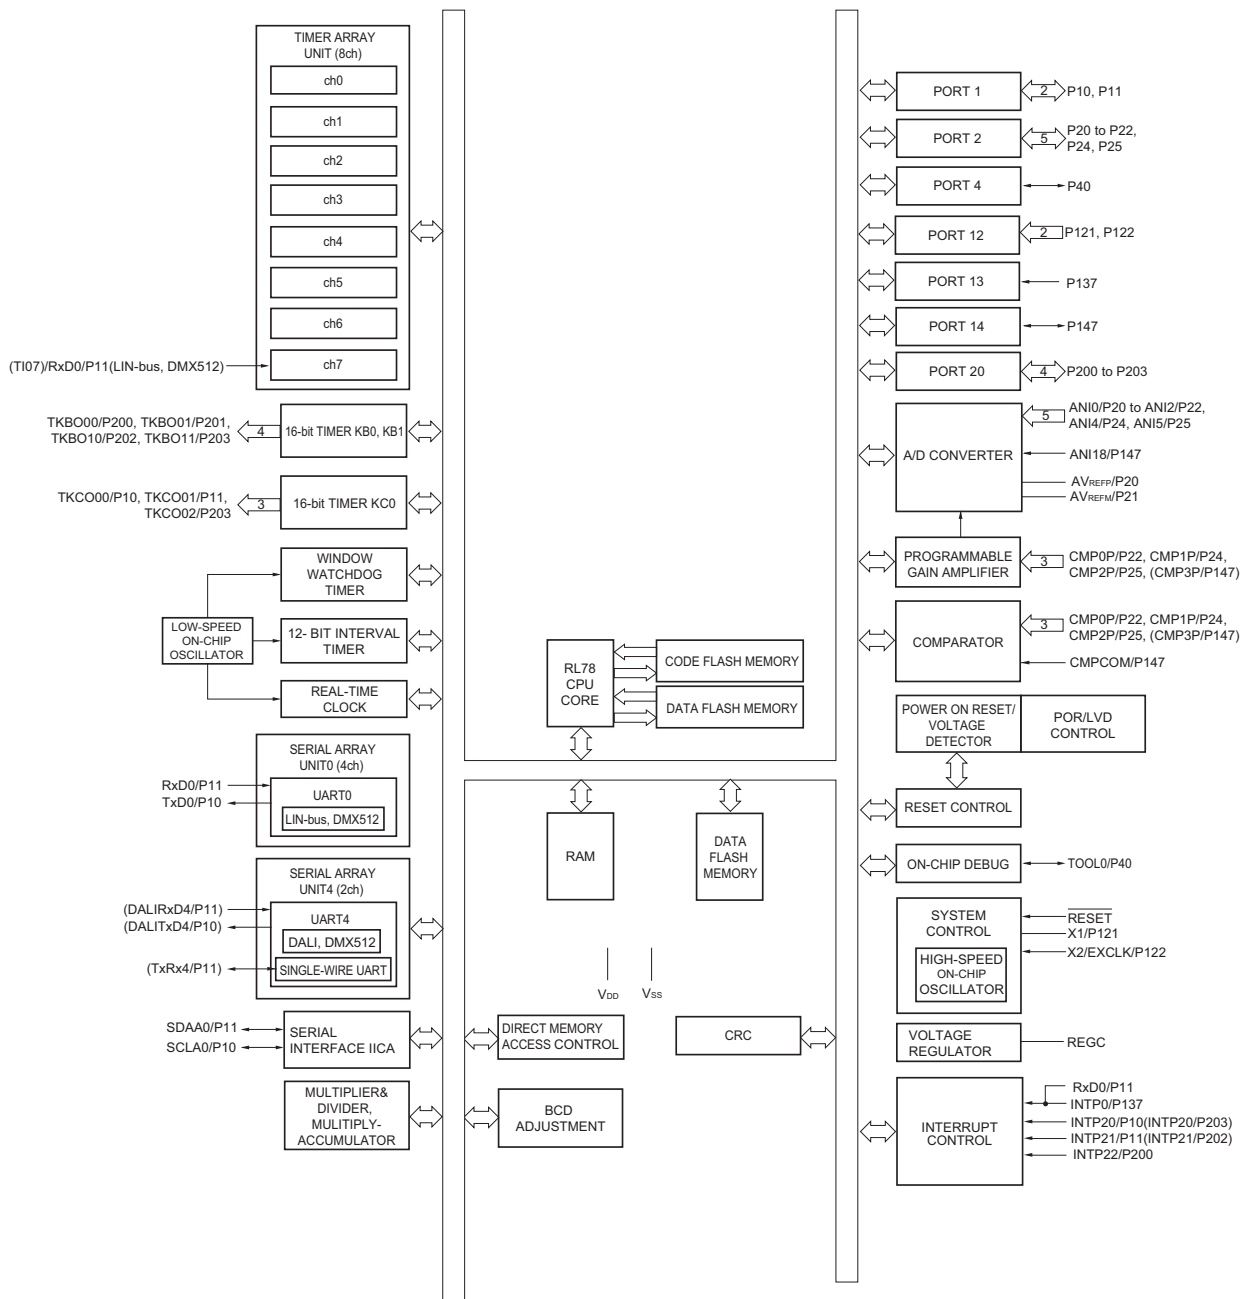 TIMER ARRAY
UNIT (8ch)
ch0
ch1
ch2
ch3
ch4
ch5
ch6
ch7
(TI07)/RxD0/P11(LIN-bus, DMX512)
TKBO00/P200, TKBO01/P201,
TKBO10/P202, TKBO11/P203
4
16-bit TIMER KB0, KB1
TKCO00/P10, TKCO01/P11,
TKCO02/P203
3
16-bit TIMER KC0
WINDOW
WATCHDOG
TIMER
LOW-SPEED
ON-CHIP
OSCILLATOR
12- BIT INTERVAL
TIMER
REAL-TIME
CLOCK
SERIAL ARRAY
UNIT0 (4ch)
RxD0/P11
TxD0/P10
UART0
LIN-bus, DMX512
SERIAL ARRAY
UNIT4 (2ch)
(DALIRxD4/P11)
(DALITxD4/P10)
UART4
DALI, DMX512
(TxRx4/P11)
SINGLE-WIRE UART
SDAA0/P11
SCLA0/P10
SERIAL
INTERFACE IICA
MULTIPLIER&
DIVIDER,
MULITIPLY-
ACCUMULATOR
RL78
CPU
CORE
CODE FLASH MEMORY
DATA FLASH MEMORY
RAM
DATA
FLASH
MEMORY
VDD
VSS
DIRECT MEMORY
ACCESS CONTROL
CRC
BCD
ADJUSTMENT
PORT 1
2
P10, P11
PORT 2
5
P20 to P22,
P24, P25
PORT 4
P40
PORT 12
2
P121, P122
PORT 13
P137
PORT 14
P147
PORT 20
4
P200 to P203
A/D CONVERTER
5
ANI0/P20 to ANI2/P22,
ANI4/P24, ANI5/P25
ANI18/P147
AVREFP/P20
AVREFM/P21
PROGRAMMABLE
GAIN AMPLIFIER
3
CMP0P/P22, CMP1P/P24,
CMP2P/P25, (CMP3P/P147)
COMPARATOR
3
CMP0P/P22, CMP1P/P24,
CMP2P/P25, (CMP3P/P147)
CMPCOM/P147
POWER ON RESET/
VOLTAGE
DETECTOR
POR/LVD
CONTROL
RESET CONTROL
ON-CHIP DEBUG
TOOL0/P40
SYSTEM
CONTROL
HIGH-SPEED
ON-CHIP
OSCILLATOR
RESET
X1/P121
X2/EXCLK/P122
VOLTAGE
REGULATOR
REGC
INTERRUPT
CONTROL
RxD0/P11
INTP0/P137
INTP20/P10(INTP20/P203)
INTP21/P11(INTP21/P202)
INTP22/P200